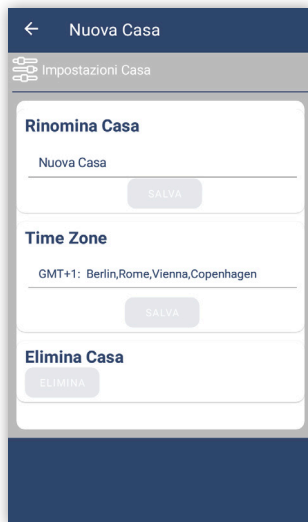 Nuova Casa
Impostazioni Casa
Rinomina Casa
Nuova Casa
SALVA
Time Zone
GMT+1: Berlin,Rome,Vienna,Copenhagen
SALVA
Elimina Casa
ELIMINA